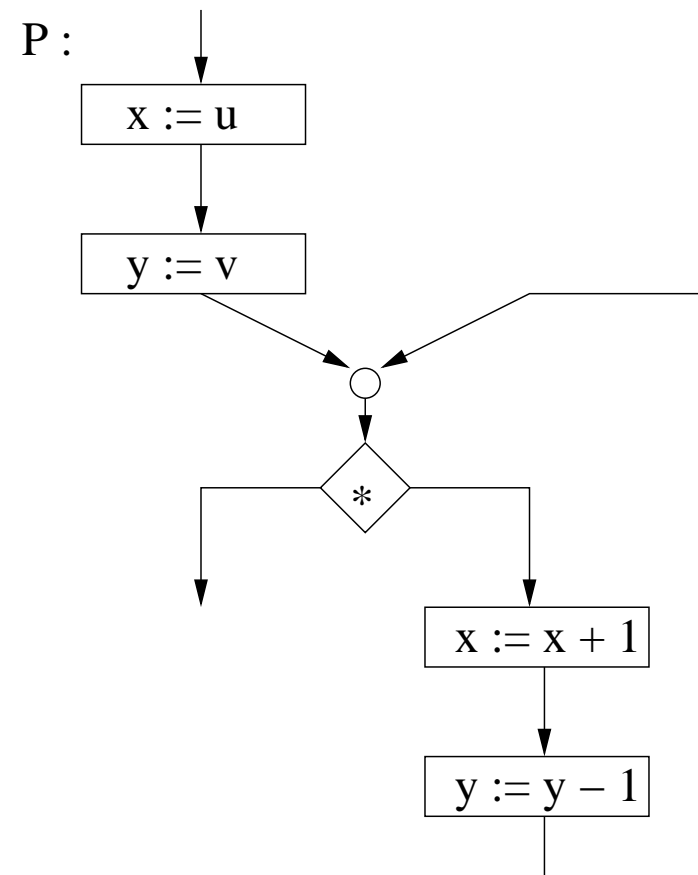 P :
x := u
y := v
*
x := x + 1
y := y − 1